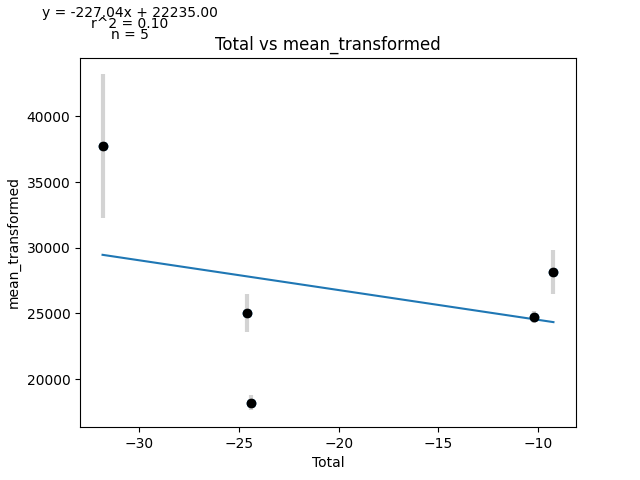 y = -227.04x + 22235.00
r^2 = 0.10
n = 5
Total vs mean_transformed
40000
35000
30000
25000
20000
mean_transformed
−30
−25
−20
−15
−10
Total